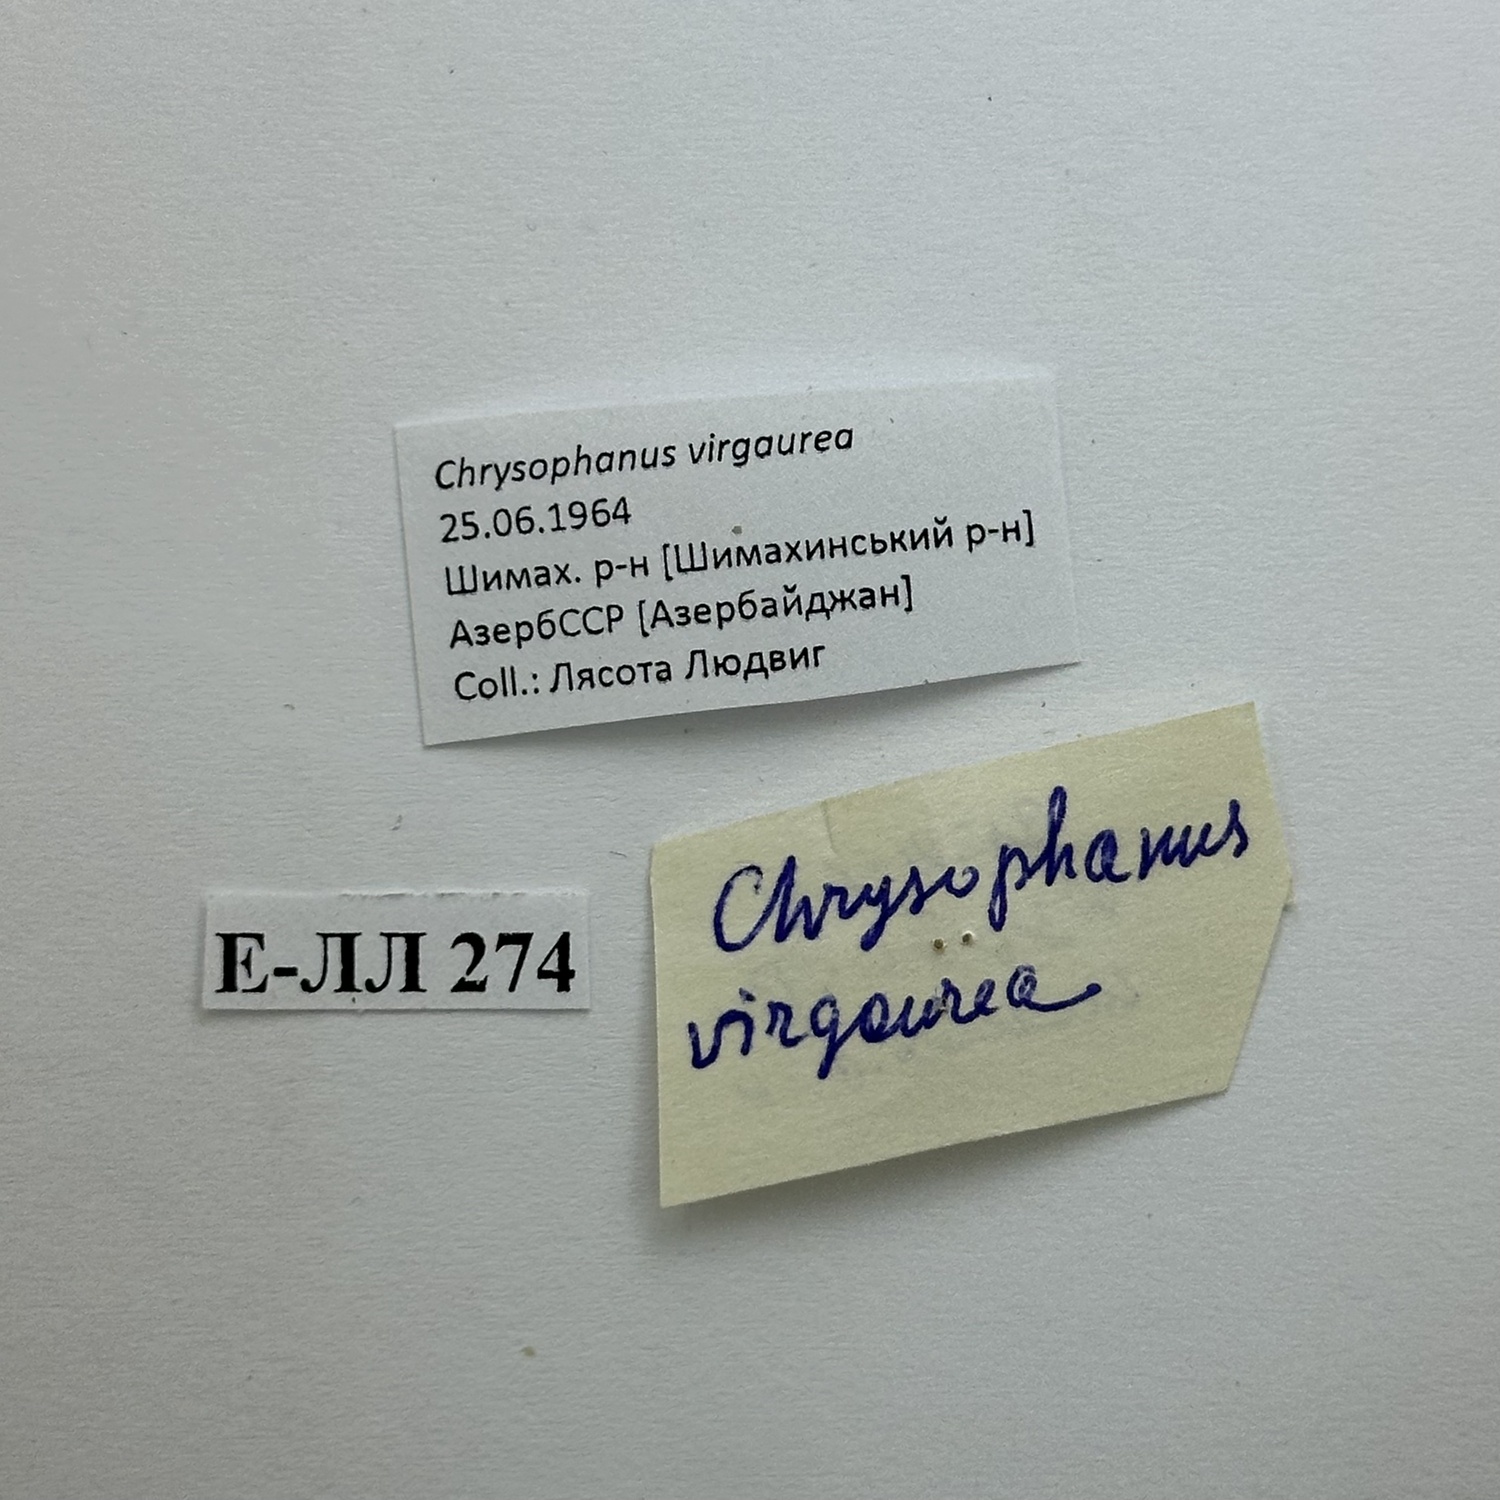 Chrysophanus virgaurea
25.06.1964
Шимах. р-н [Шимахинський р-н]
АзербССР [Азербайджан]
Coll.: Лясота Людвиг
Е-ЛЛ 274
Chrysophanus
virgaurea